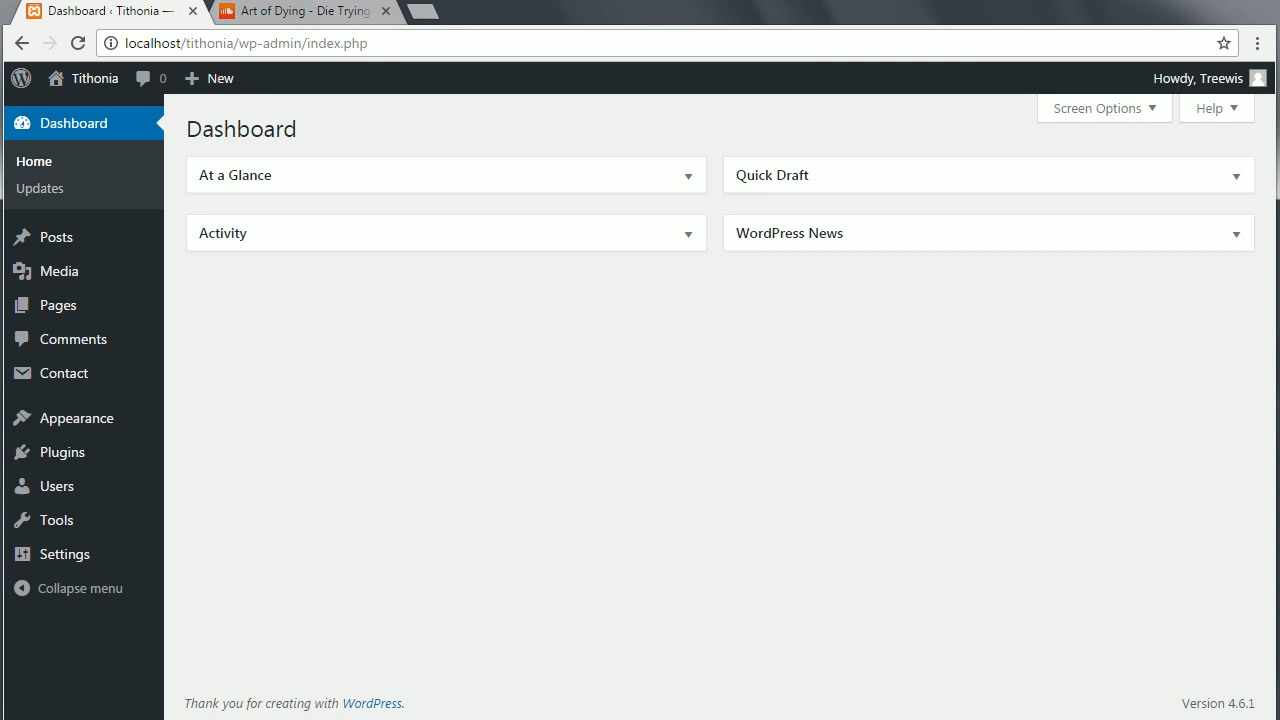 Dashboard ‹ Tithonia —
Art of Dying - Die Trying
localhost/tithonia/wp-admin/index.php
Tithonia
0
New
Howdy, Treewis
Dashboard
Home
Updates
Posts
Media
Pages
Comments
Contact
Appearance
Plugins
Users
Tools
Settings
Collapse menu
Screen Options
Help
Dashboard
At a Glance
Quick Draft
Activity
WordPress News
Thank you for creating with WordPress.
Version 4.6.1